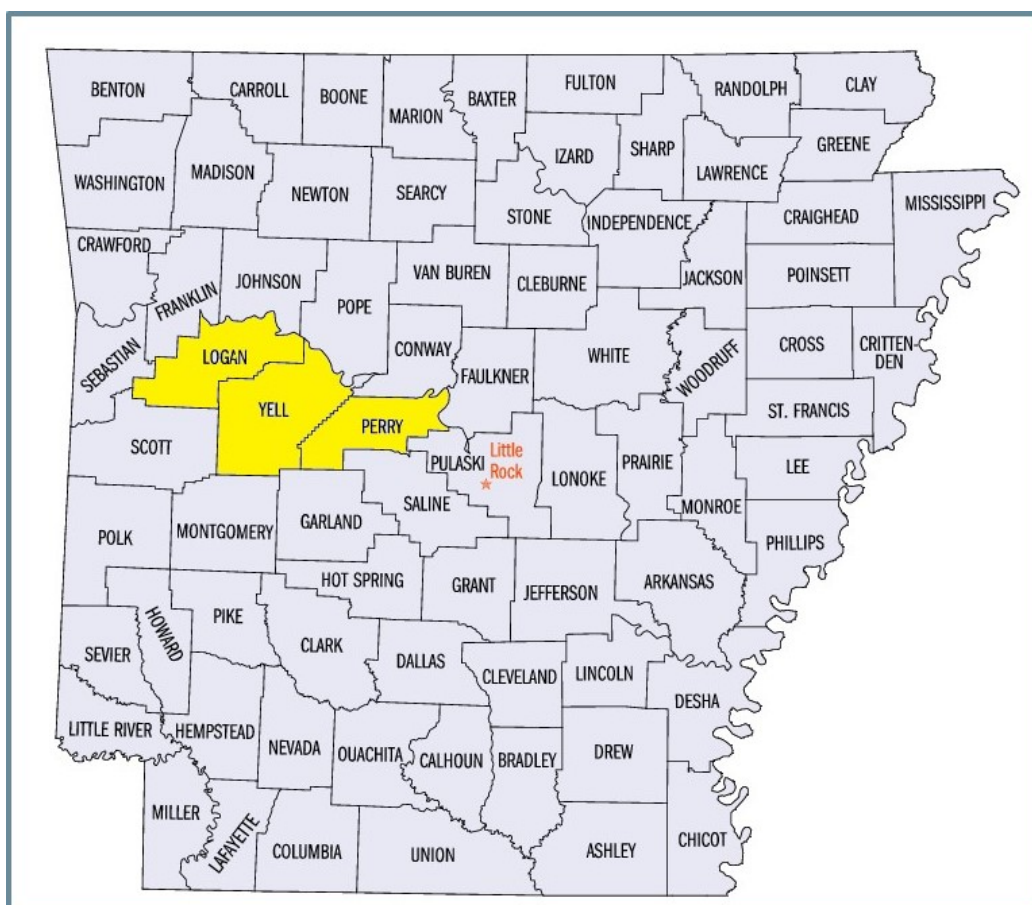 BENTON
CARROLL
BOONE
MARION
BAXTER
FULTON
RANDOLPH
CLAY
GREENE
IZARD
SHARP
LAWRENCE
WASHINGTON
MADISON
NEWTON
SEARCY
STONE
INDEPENDENCE
CRAIGHEAD
MISSISSIPPI
CRAWFORD
FRANKLIN
JOHNSON
POPE
VAN BUREN
CLEBURNE
JACKSON
POINSETT
SEBASTIAN
LOGAN
CONWAY
FAULKNER
WHITE
WOODRUFF
CROSS
CRITTEN-
DEN
SCOTT
YELL
PERRY
PULASKI
Little
Rock
LONOKE
PRAIRIE
ST. FRANCIS
LEE
MONROE
PHILLIPS
POLK
MONTGOMERY
GARLAND
SALINE
HOT SPRING
GRANT
JEFFERSON
ARKANSAS
HOWARD
PIKE
CLARK
DALLAS
CLEVELAND
LINCOLN
DESHA
SEVIER
LITTLE RIVER
HEMPSTEAD
NEVADA
OUACHITA
CALHOUN
BRADLEY
DREW
MILLER
LAFAYETTE
COLUMBIA
UNION
ASHLEY
CHICOT